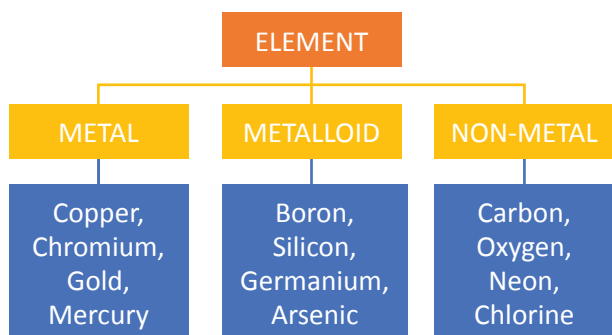 ELEMENT
METAL
METALLOID
NON-METAL
Copper,
Chromium,
Gold,
Mercury
Boron,
Silicon,
Germanium,
Arsenic
Carbon,
Oxygen,
Neon,
Chlorine